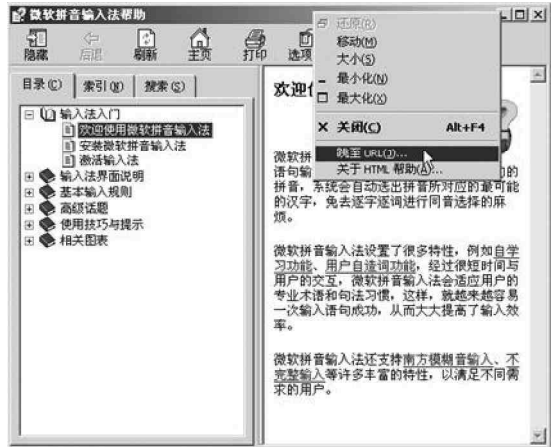 微软拼音输入法帮助
隐藏 后退 刷新 主页 打印 选项
目录(C) 索引(N) 搜索(S)
输入法入门
欢迎使用微软拼音输入法
安装微软拼音输入法
激活输入法
输入法界面说明
基本输入规则
高级话题
使用技巧与提示
相关图表
还原(R)
移动(M)
大小(S)
最小化(N)
最大化(X)
关闭(C) Alt+F4
跳至 URL(J)...
关于 HTML 帮助(A)...
欢迎
微软拼
语句输 的
拼音,系统会自动选出拼音所对应的最可能
的汉字,免去逐字逐词进行同音选择的麻
烦。
微软拼音输入法设置了很多特性,例如自学
习功能、用户自造词功能,经过很短时间与
用户的交互,微软拼音输入法会适应用户的
专业术语和句法习惯,这样,就越来越容易
一次输入语句成功,从而大大提高了输入效
率。
微软拼音输入法还支持南方模糊音输入、不
完整输入等许多丰富的特性,以满足不同需
求的用户。